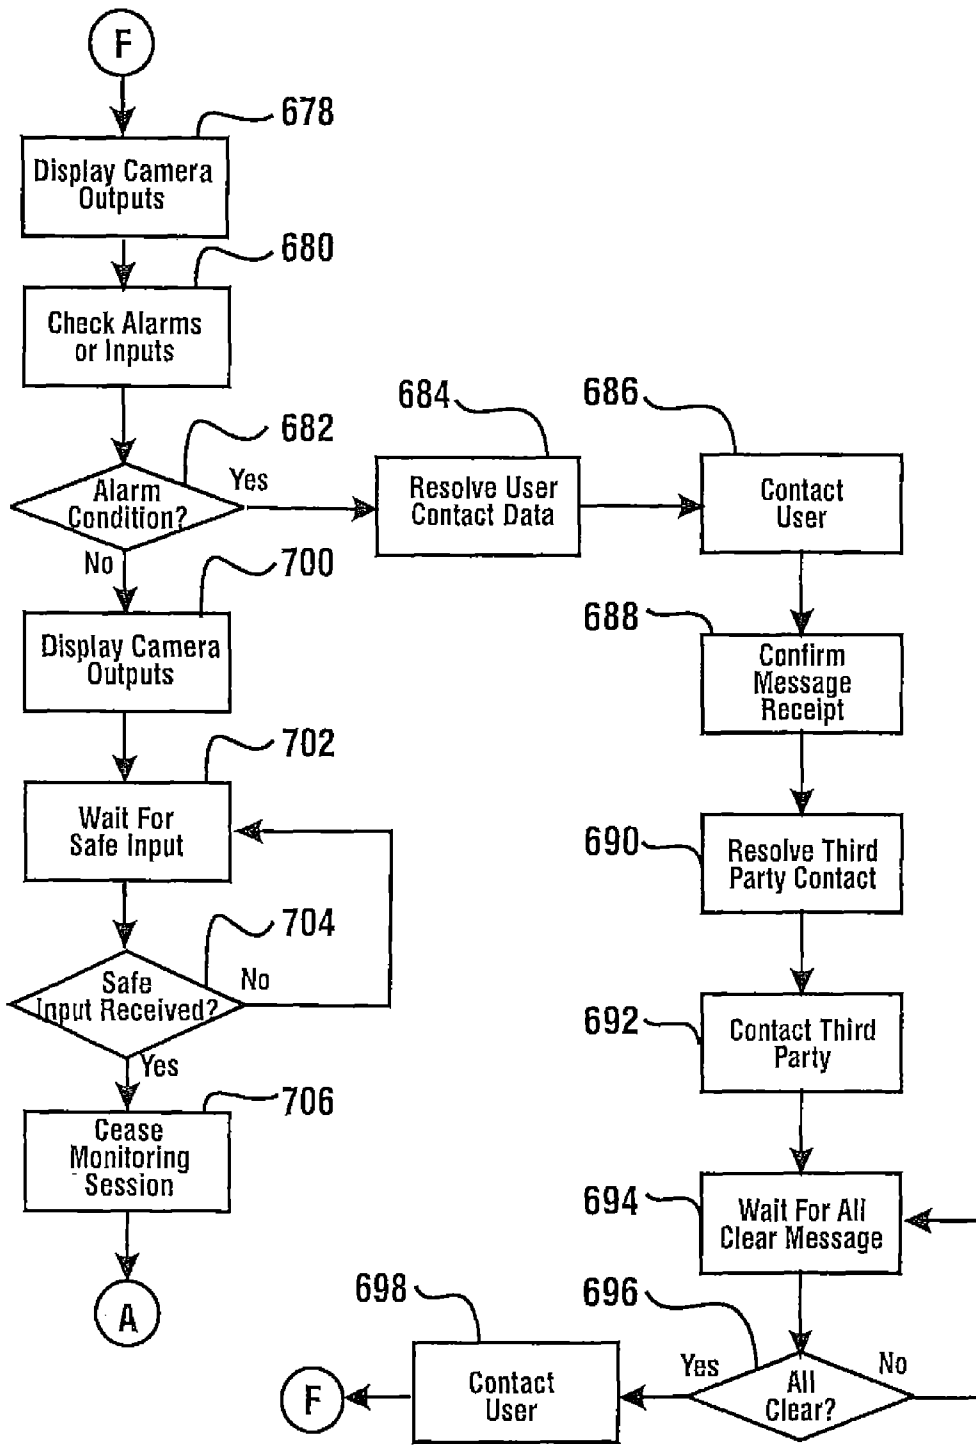 F
678
Display Camera
Outputs
680
Check Alarms
or Inputs
682
Alarm
Condition?
Yes
No
684
Resolve User
Contact Data
686
Contact
User
688
Confirm
Message
Receipt
690
Resolve Third
Party Contact
692
Contact Third
Party
694
Wait For All
Clear Message
696
All
Clear?
Yes
No
698
Contact
User
F
700
Display Camera
Outputs
702
Wait For
Safe Input
704
Safe
Input Received?
No
Yes
706
Cease
Monitoring
Session
A